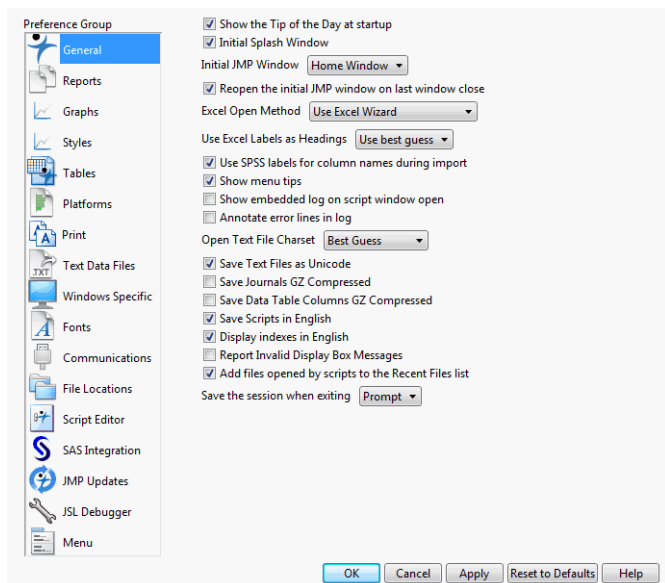 Preference Group
General
Reports
Graphs
Styles
Tables
Platforms
Print
Text Data Files
Windows Specific
Fonts
Communications
File Locations
Script Editor
SAS Integration
JMP Updates
JSL Debugger
Menu
Show the Tip of the Day at startup
Initial Splash Window
Initial JMP Window Home Window
Reopen the initial JMP window on last window close
Excel Open Method Use Excel Wizard
Use Excel Labels as Headings Use best guess
Use SPSS labels for column names during import
Show menu tips
Show embedded log on script window open
Annotate error lines in log
Open Text File Charset Best Guess
Save Text Files as Unicode
Save Journals GZ Compressed
Save Data Table Columns GZ Compressed
Save Scripts in English
Display indexes in English
Report Invalid Display Box Messages
Add files opened by scripts to the Recent Files list
Save the session when exiting Prompt
OK Cancel Apply Reset to Defaults Help